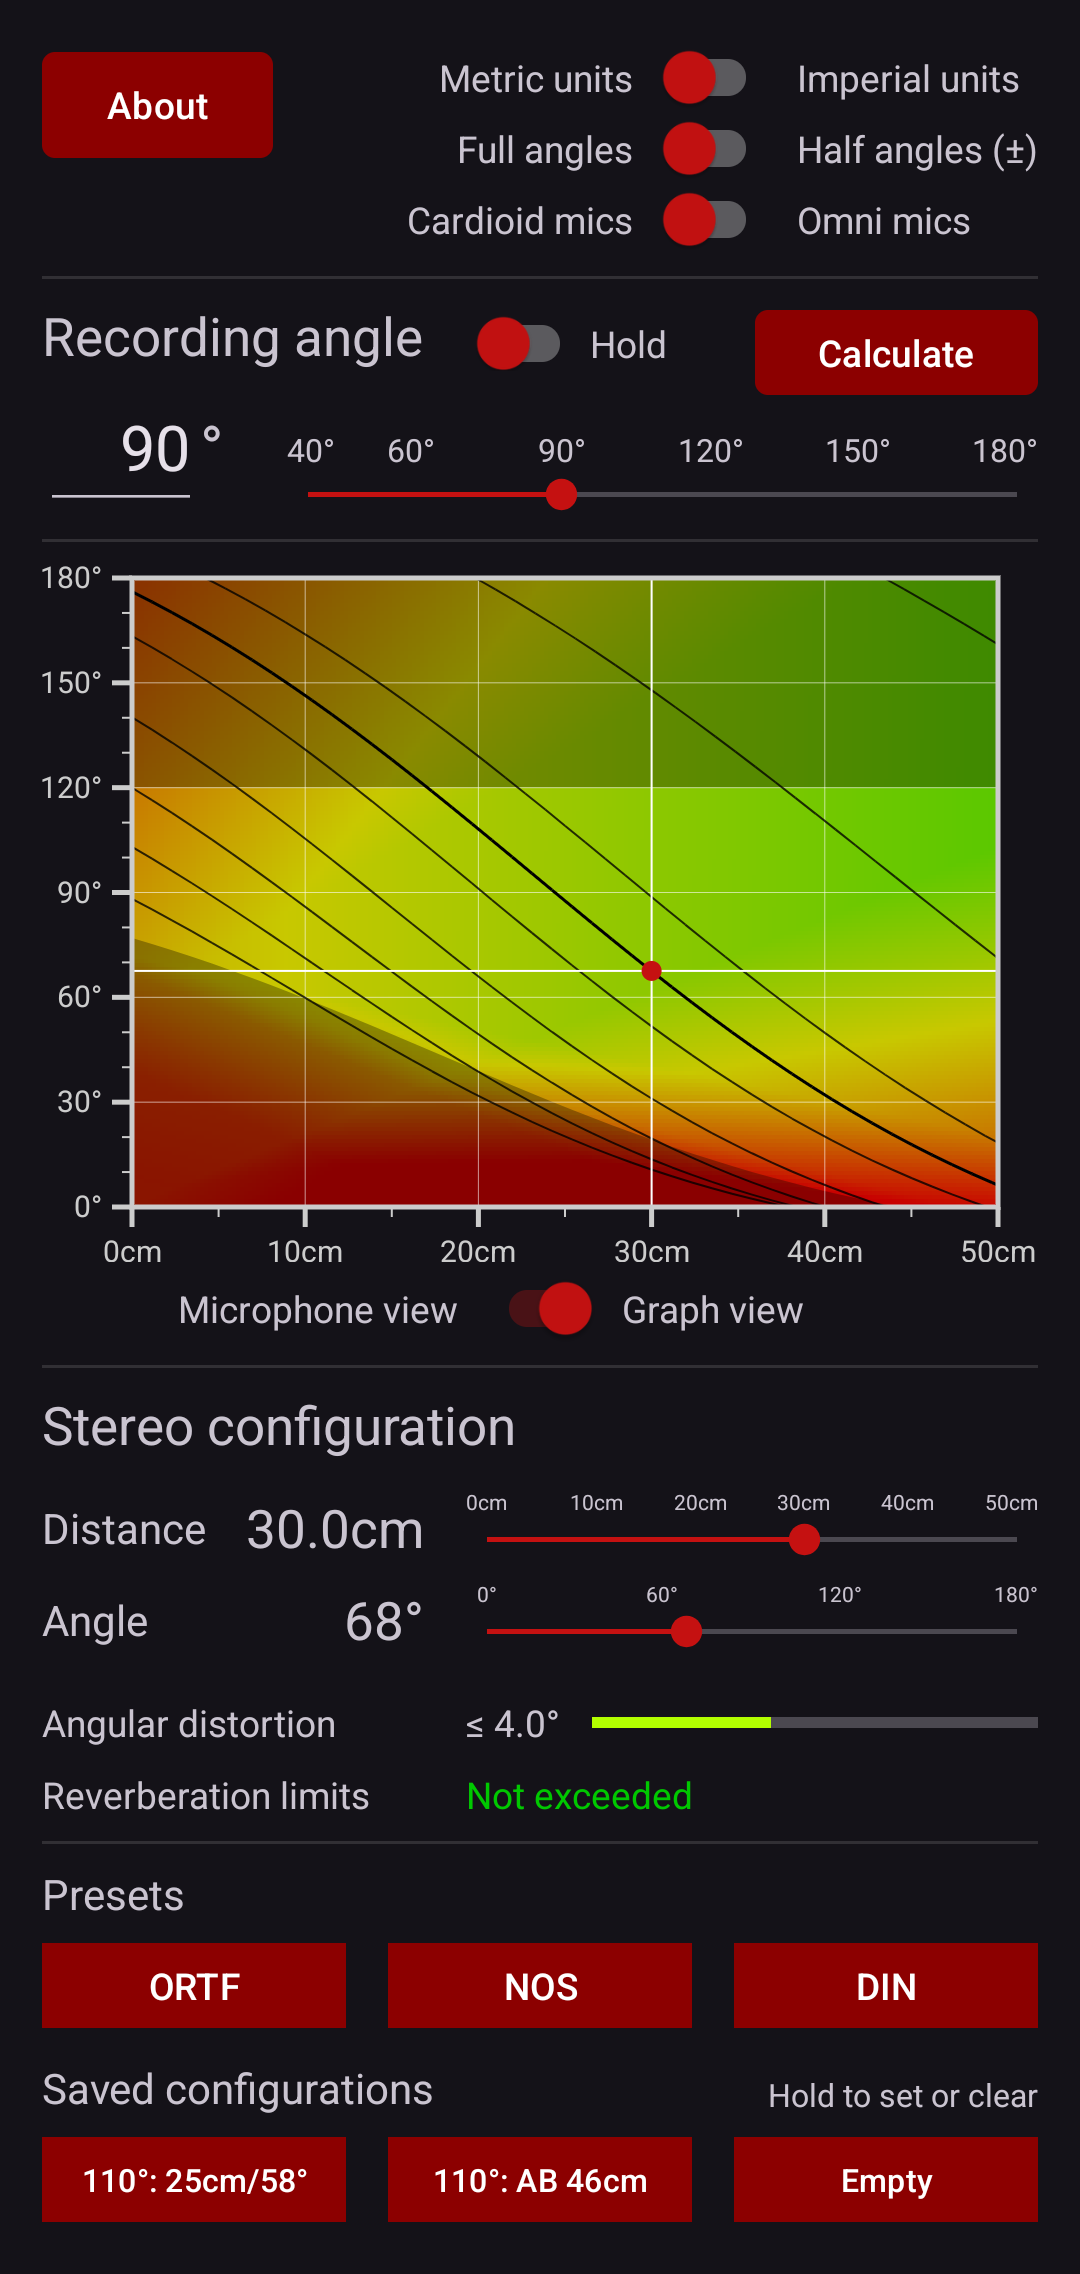 About
Metric units Imperial units
Full angles Half angles (±)
Cardioid mics Omni mics
Recording angle Hold Calculate
90 ° 40° 60° 90° 120° 150° 180°
180°
150°
120°
90°
60°
30°
0°
0cm 10cm 20cm 30cm 40cm 50cm
Microphone view Graph view
Stereo configuration
0cm 10cm 20cm 30cm 40cm 50cm
Distance 30.0cm
0° 60° 120° 180°
Angle 68°
Angular distortion ≤ 4.0°
Reverberation limits Not exceeded
Presets
ORTF NOS DIN
Saved configurations Hold to set or clear
110°: 25cm/58° 110°: AB 46cm Empty